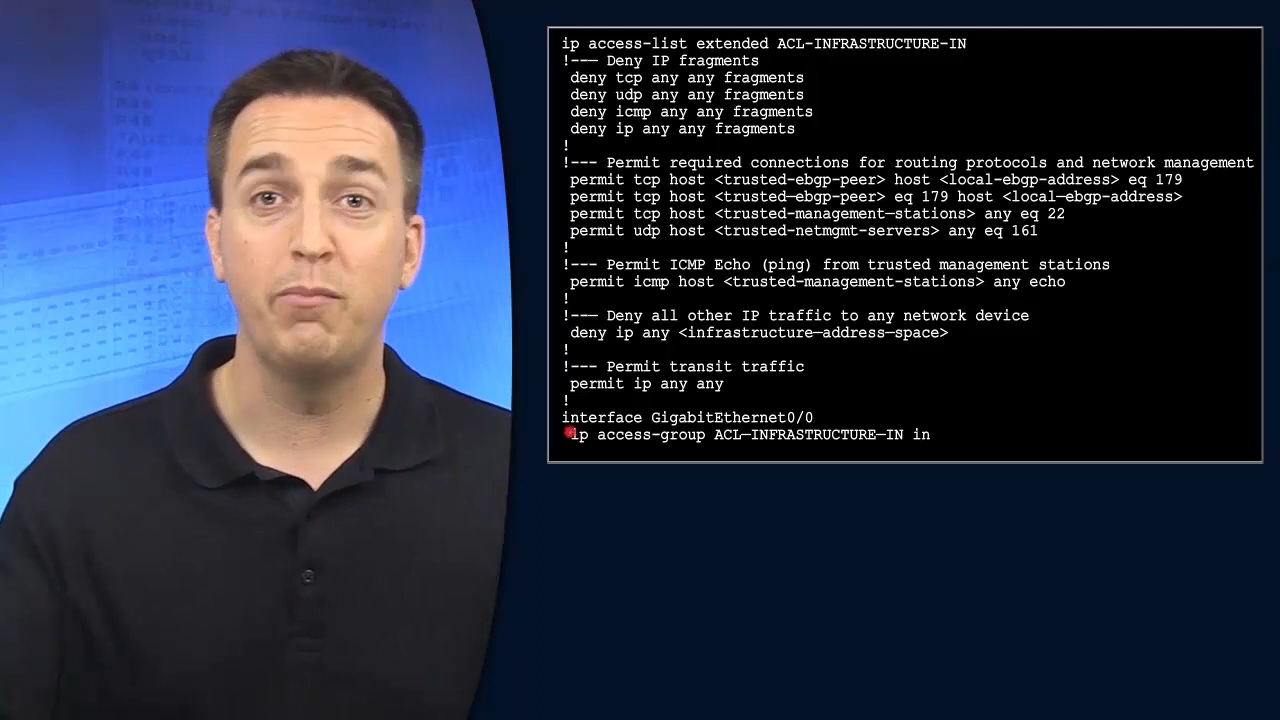 ip access-list extended ACL-INFRASTRUCTURE-IN
!--- Deny IP fragments
deny tcp any any fragments
deny udp any any fragments
deny icmp any any fragments
deny ip any any fragments
!
!--- Permit required connections for routing protocols and network management
permit tcp host <trusted-ebgp-peer> host <local-ebgp-address> eq 179
permit tcp host <trusted-ebgp-peer> eq 179 host <local-ebgp-address>
permit tcp host <trusted-management-stations> any eq 22
permit udp host <trusted-netmgmt-servers> any eq 161
!
!--- Permit ICMP Echo (ping) from trusted management stations
permit icmp host <trusted-management-stations> any echo
!
!--- Deny all other IP traffic to any network device
deny ip any <infrastructure-address-space>
!
!--- Permit transit traffic
permit ip any any
!
interface GigabitEthernet0/0
ip access-group ACL-INFRASTRUCTURE-IN in